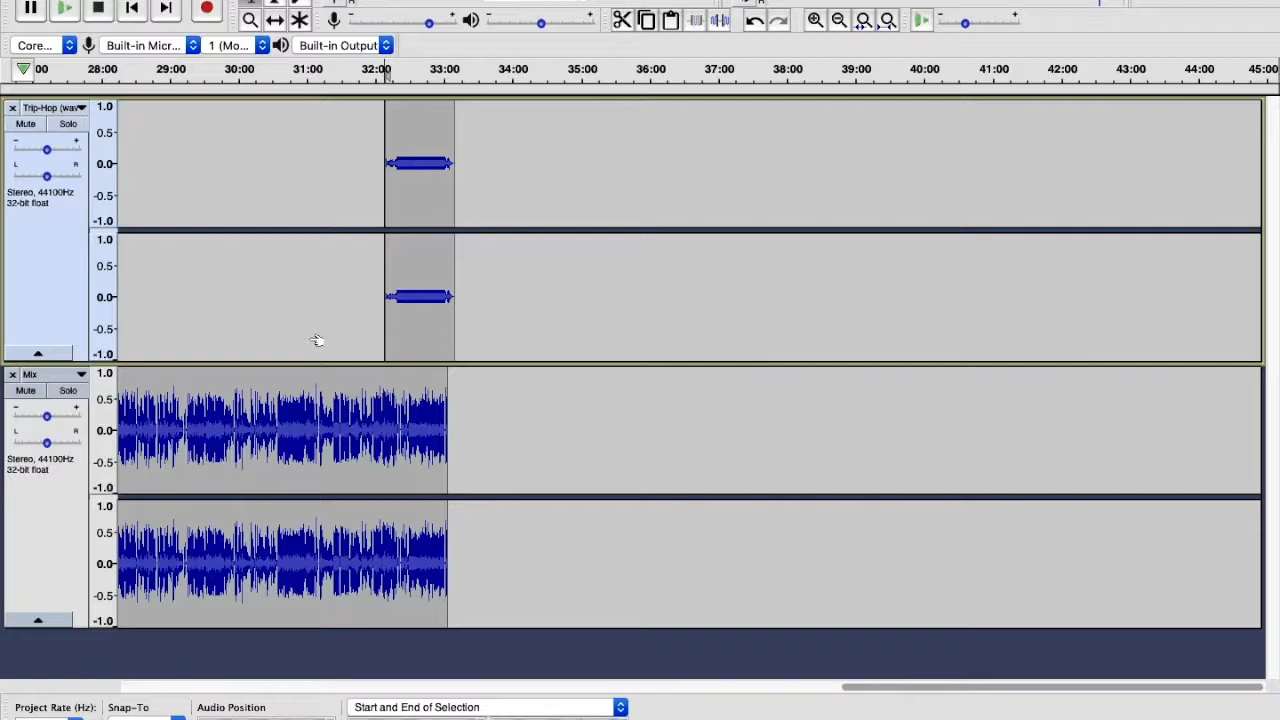 L
R
- +
- +
Core... Built-in Micr... 1 (Mo... Built-in Output
00 28:00 29:00 30:00 31:00 32:00 33:00 34:00 35:00 36:00 37:00 38:00 39:00 40:00 41:00 42:00 43:00 44:00 45:00
× Trip-Hop (wav
Mute Solo
- +
L R
Stereo, 44100Hz
32-bit float
1.0
0.5
0.0
-0.5
-1.0
1.0
0.5
0.0
-0.5
-1.0
× Mix
Mute Solo
- +
L R
Stereo, 44100Hz
32-bit float
1.0
0.5
0.0
-0.5
-1.0
1.0
0.5
0.0
-0.5
-1.0
Project Rate (Hz): Snap-To Audio Position Start and End of Selection